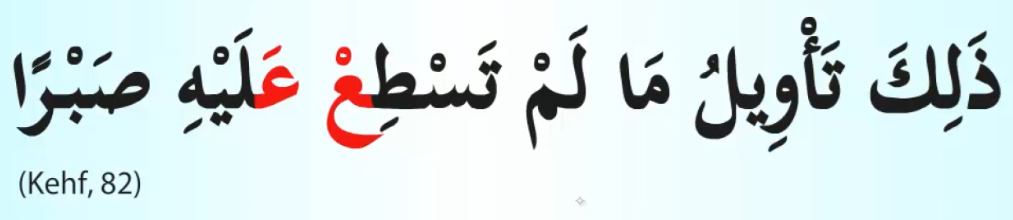 ذَلِكَ تَأْوِيلُ مَا لَمْ تَسْطِعْ عَلَيْهِ صَبْرًا
(Kehf, 82)